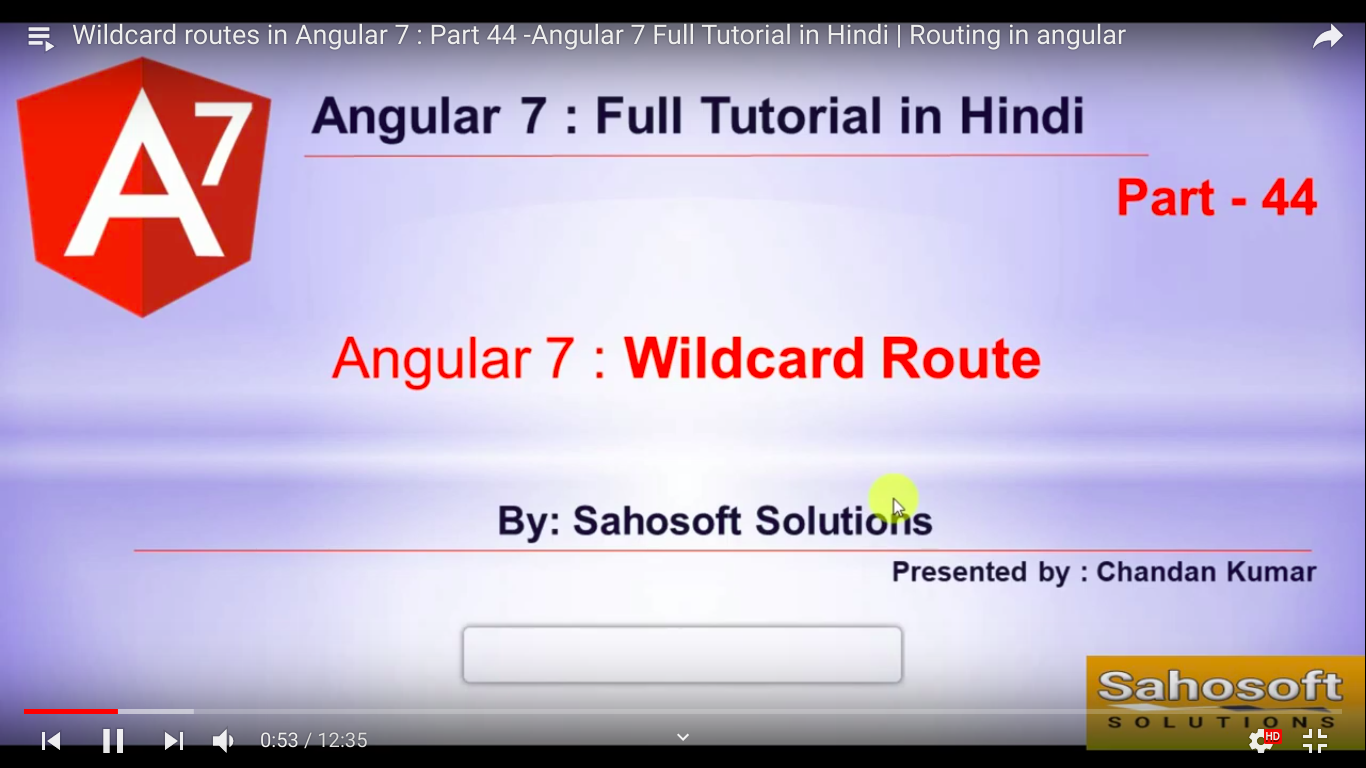 Wildcard routes in Angular 7 : Part 44 -Angular 7 Full Tutorial in Hindi | Routing in angular
A7
Angular 7 : Full Tutorial in Hindi
Part - 44
Angular 7 : Wildcard Route
By: Sahosoft Solutions
Presented by : Chandan Kumar
Sahosoft
SOLUTIONS
0:53 / 12:35
HD